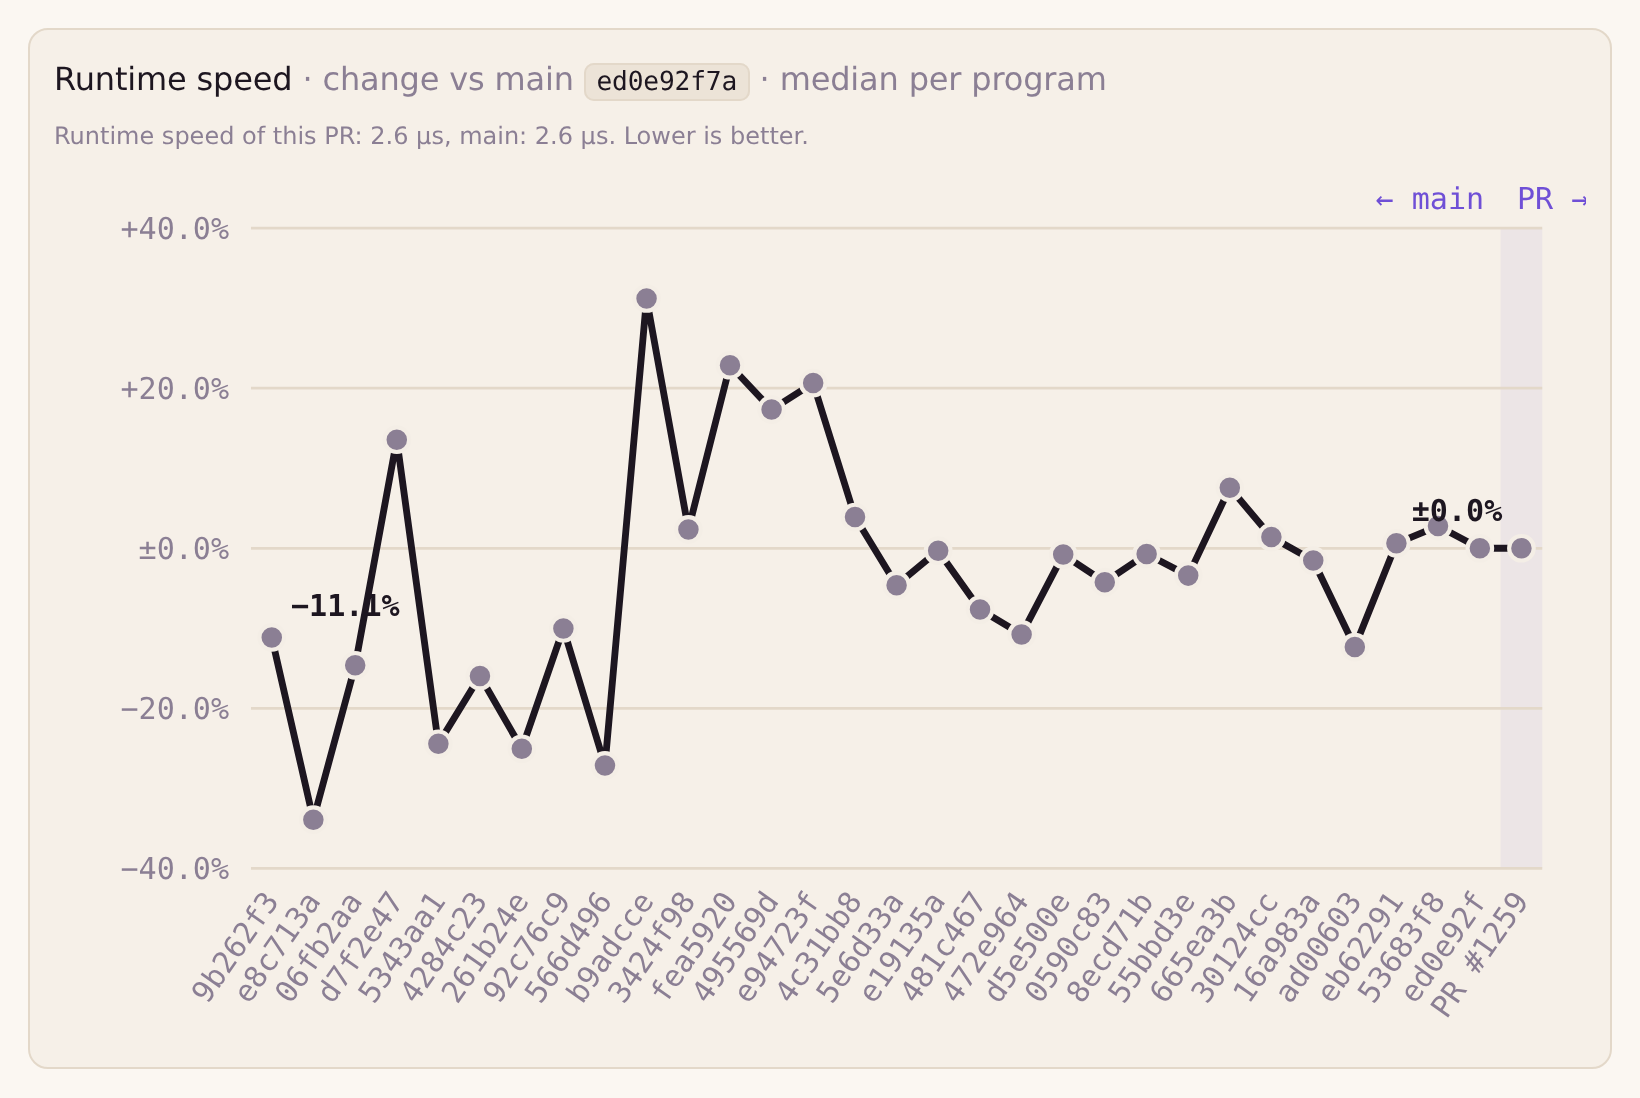 Runtime speed · change vs main ed0e92f7a · median per program
Runtime speed of this PR: 2.6 µs, main: 2.6 µs. Lower is better.
← main PR →
+40.0%
+20.0%
±0.0%
−20.0%
−40.0%
−11.1%
±0.0%
9b262f3
e8c713a
06fb2aa
d7f2e47
5343aa1
4284c23
261b24e
92c76c9
566d496
b9adcce
3424f98
fea5920
495569d
e94723f
4c31bb8
5e6d33a
e19135a
481c467
472e964
d5e500e
0590c83
8ecd71b
55bbd3e
665ea3b
30124cc
16a983a
ad00603
eb62291
53683f8
ed0e92f
PR #1259